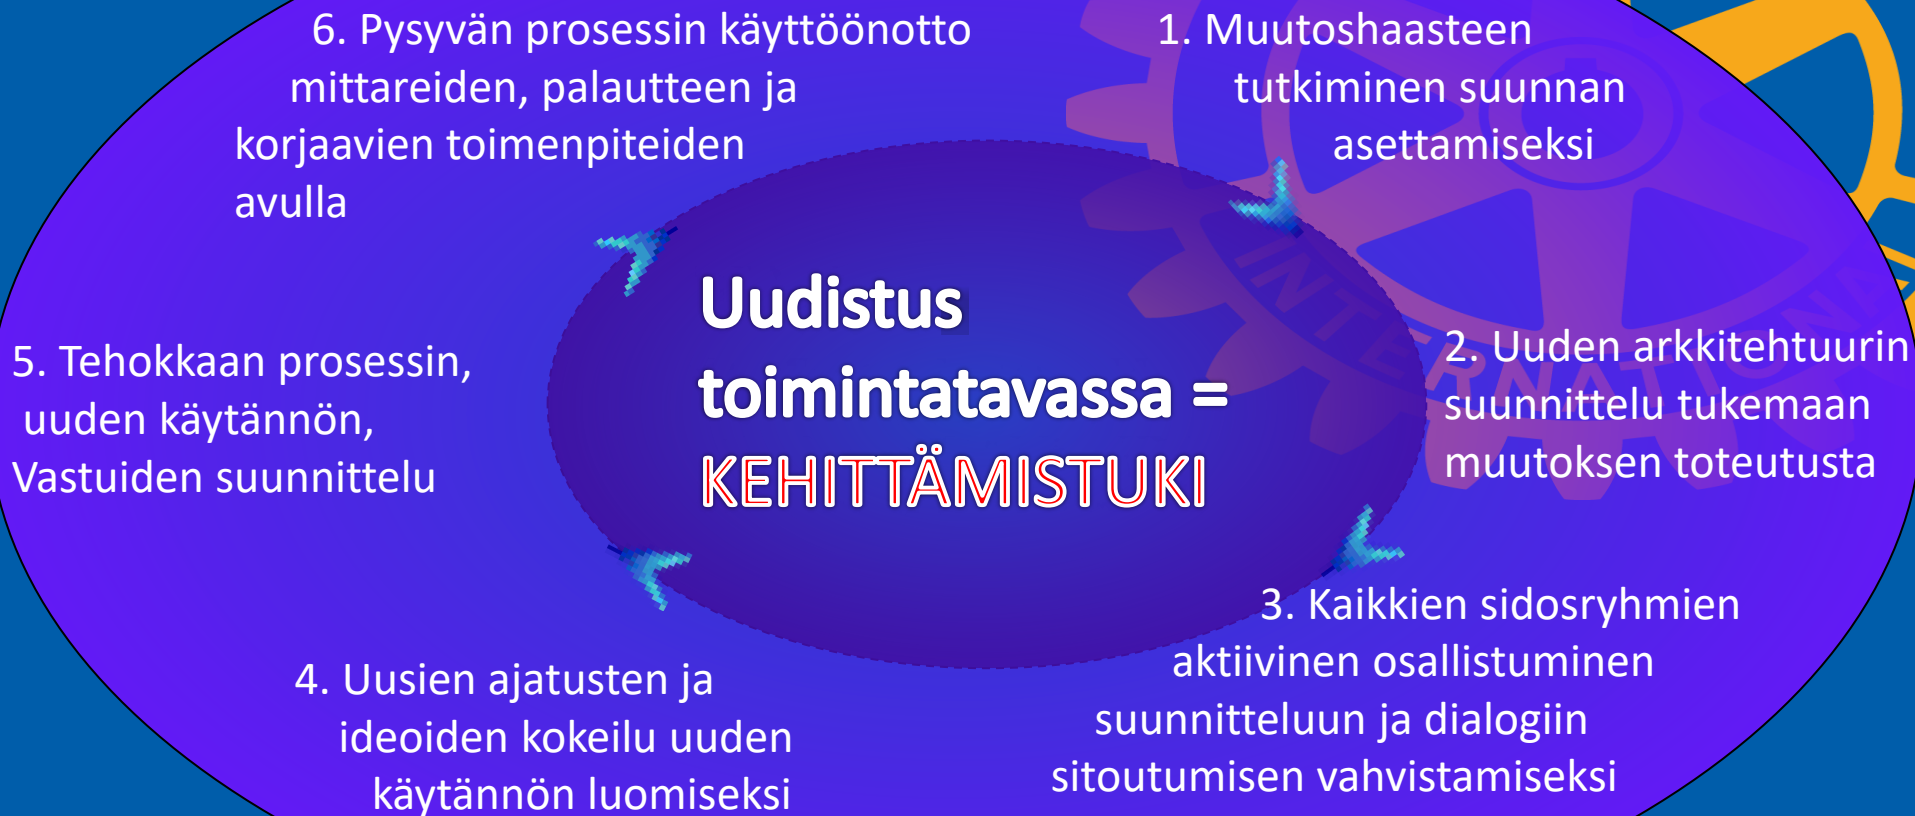 6. Pysyvän prosessin käyttöönotto
mittareiden, palautteen ja
korjaavien toimenpiteiden
avulla
1. Muutoshaasteen
tutkiminen suunnan
asettamiseksi
Uudistus
toimintatavassa =
KEHITTÄMISTUKI
2. Uuden arkkitehtuurin
suunnittelu tukemaan
muutoksen toteutusta
5. Tehokkaan prosessin,
uuden käytännön,
Vastuiden suunnittelu
3. Kaikkien sidosryhmien
aktiivinen osallistuminen
suunnitteluun ja dialogiin
sitoutumisen vahvistamiseksi
4. Uusien ajatusten ja
ideoiden kokeilu uuden
käytännön luomiseksi
INTERNATIONA